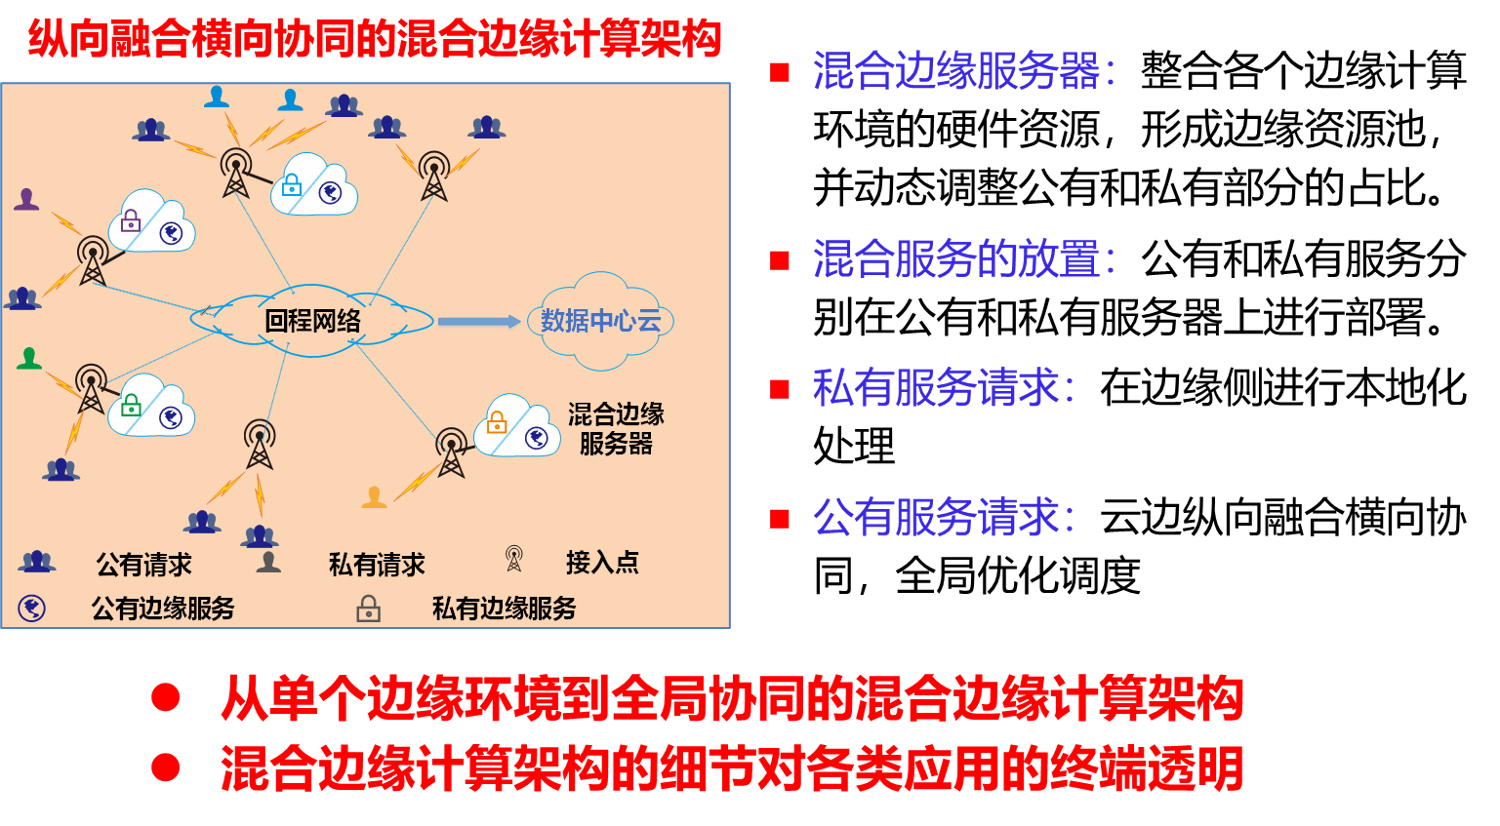 纵向融合横向协同的混合边缘计算架构
回程网络
数据中心云
混合边缘
服务器
公有请求
私有请求
接入点
公有边缘服务
私有边缘服务
混合边缘服务器：整合各个边缘计算
环境的硬件资源，形成边缘资源池，
并动态调整公有和私有部分的占比。
混合服务的放置：公有和私有服务分
别在公有和私有服务器上进行部署。
私有服务请求：在边缘侧进行本地化
处理
公有服务请求：云边纵向融合横向协
同，全局优化调度
从单个边缘环境到全局协同的混合边缘计算架构
混合边缘计算架构的细节对各类应用的终端透明